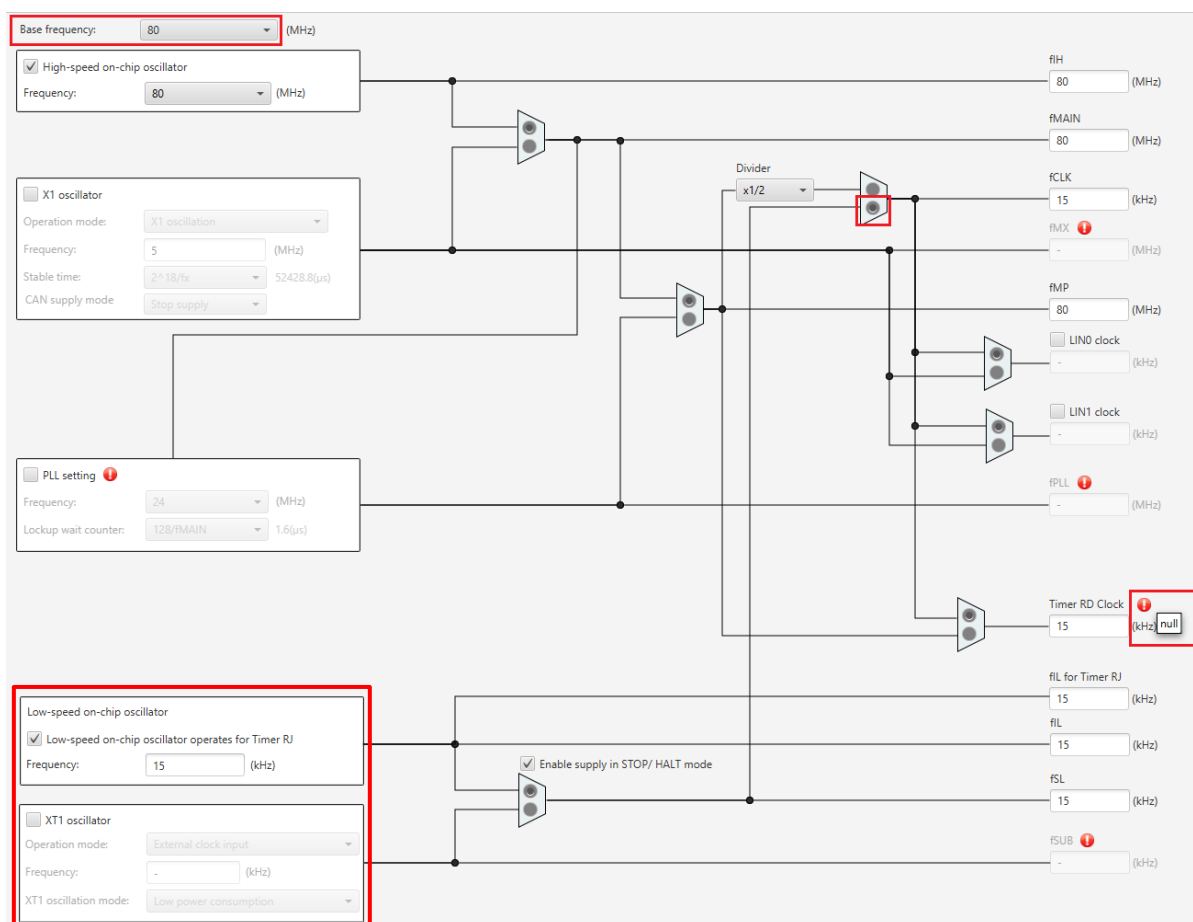 Base frequency: 80 (MHz)
High-speed on-chip oscillator
Frequency: 80 (MHz)
fIH
80 (MHz)
fMAIN
80 (MHz)
Divider
x1/2
fCLK
15 (kHz)
X1 oscillator
Operation mode: X1 oscillation
Frequency: 5 (MHz)
Stable time: 2^18/fx 52428.8(μs)
CAN supply mode Stop supply
fMX
- (MHz)
fMP
80 (MHz)
LIN0 clock
- (kHz)
LIN1 clock
- (kHz)
PLL setting
Frequency: 24 (MHz)
Lockup wait counter: 128/fMAIN 1.6(μs)
fPLL
- (MHz)
Timer RD Clock
15 (kHz) null
fIL for Timer RJ
15 (kHz)
Low-speed on-chip oscillator
Low-speed on-chip oscillator operates for Timer RJ
Frequency: 15 (kHz)
fIL
15 (kHz)
Enable supply in STOP/ HALT mode
fSL
15 (kHz)
XT1 oscillator
Operation mode: External clock input
Frequency: - (kHz)
XT1 oscillation mode: Low power consumption
fSUB
- (kHz)